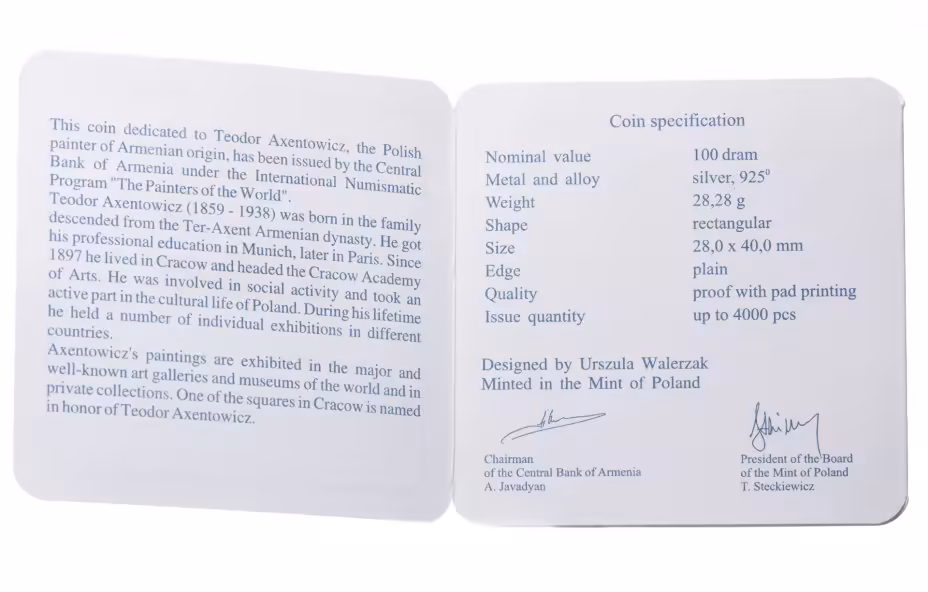 This coin dedicated to Teodor Axentowicz, the Polish
painter of Armenian origin, has been issued by the Central
Bank of Armenia under the International Numismatic
Program "The Painters of the World".
Teodor Axentowicz (1859 - 1938) was born in the family
descended from the Ter-Axent Armenian dynasty. He got
his professional education in Munich, later in Paris. Since
1897 he lived in Cracow and headed the Cracow Academy
of Arts. He was involved in social activity and took an
active part in the cultural life of Poland. During his lifetime
he held a number of individual exhibitions in different
countries.
Axentowicz's paintings are exhibited in the major and
well-known art galleries and museums of the world and in
private collections. One of the squares in Cracow is named
in honor of Teodor Axentowicz.
Coin specification
Nominal value 100 dram
Metal and alloy silver, 925°
Weight 28,28 g
Shape rectangular
Size 28,0 x 40,0 mm
Edge plain
Quality proof with pad printing
Issue quantity up to 4000 pcs
Designed by Urszula Walerzak
Minted in the Mint of Poland
Chairman
of the Central Bank of Armenia
A. Javadyan
President of the Board
of the Mint of Poland
T. Steckiewicz